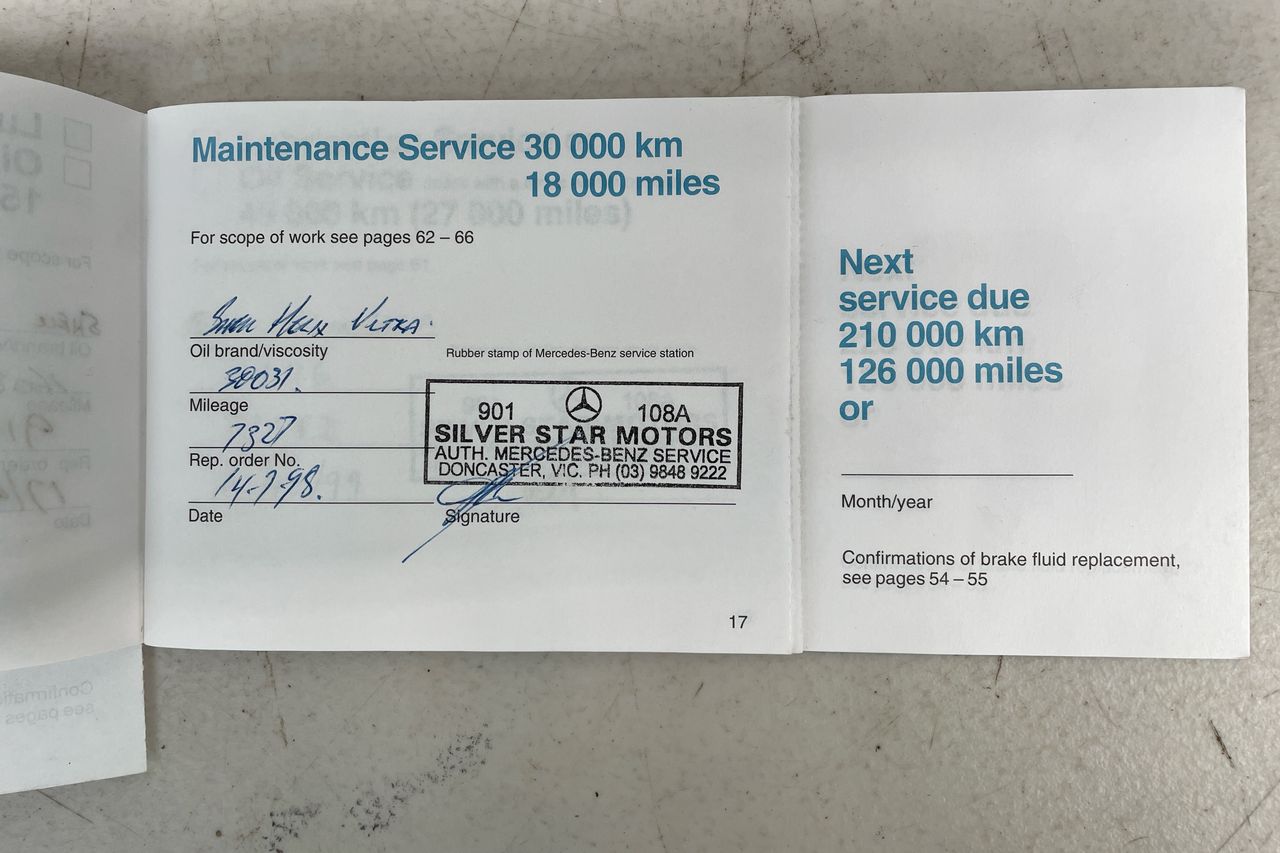 Maintenance Service 30 000 km
18 000 miles
For scope of work see pages 62 – 66
Shell Helix Ultra.
Oil brand/viscosity
Rubber stamp of Mercedes-Benz service station
30031.
Mileage
901 108A
SILVER STAR MOTORS
AUTH. MERCEDES-BENZ SERVICE
DONCASTER, VIC. PH (03) 9848 9222
7327
Rep. order No.
14-7-98.
Date
Signature
17
Next
service due
210 000 km
126 000 miles
or
Month/year
Confirmations of brake fluid replacement,
see pages 54 – 55